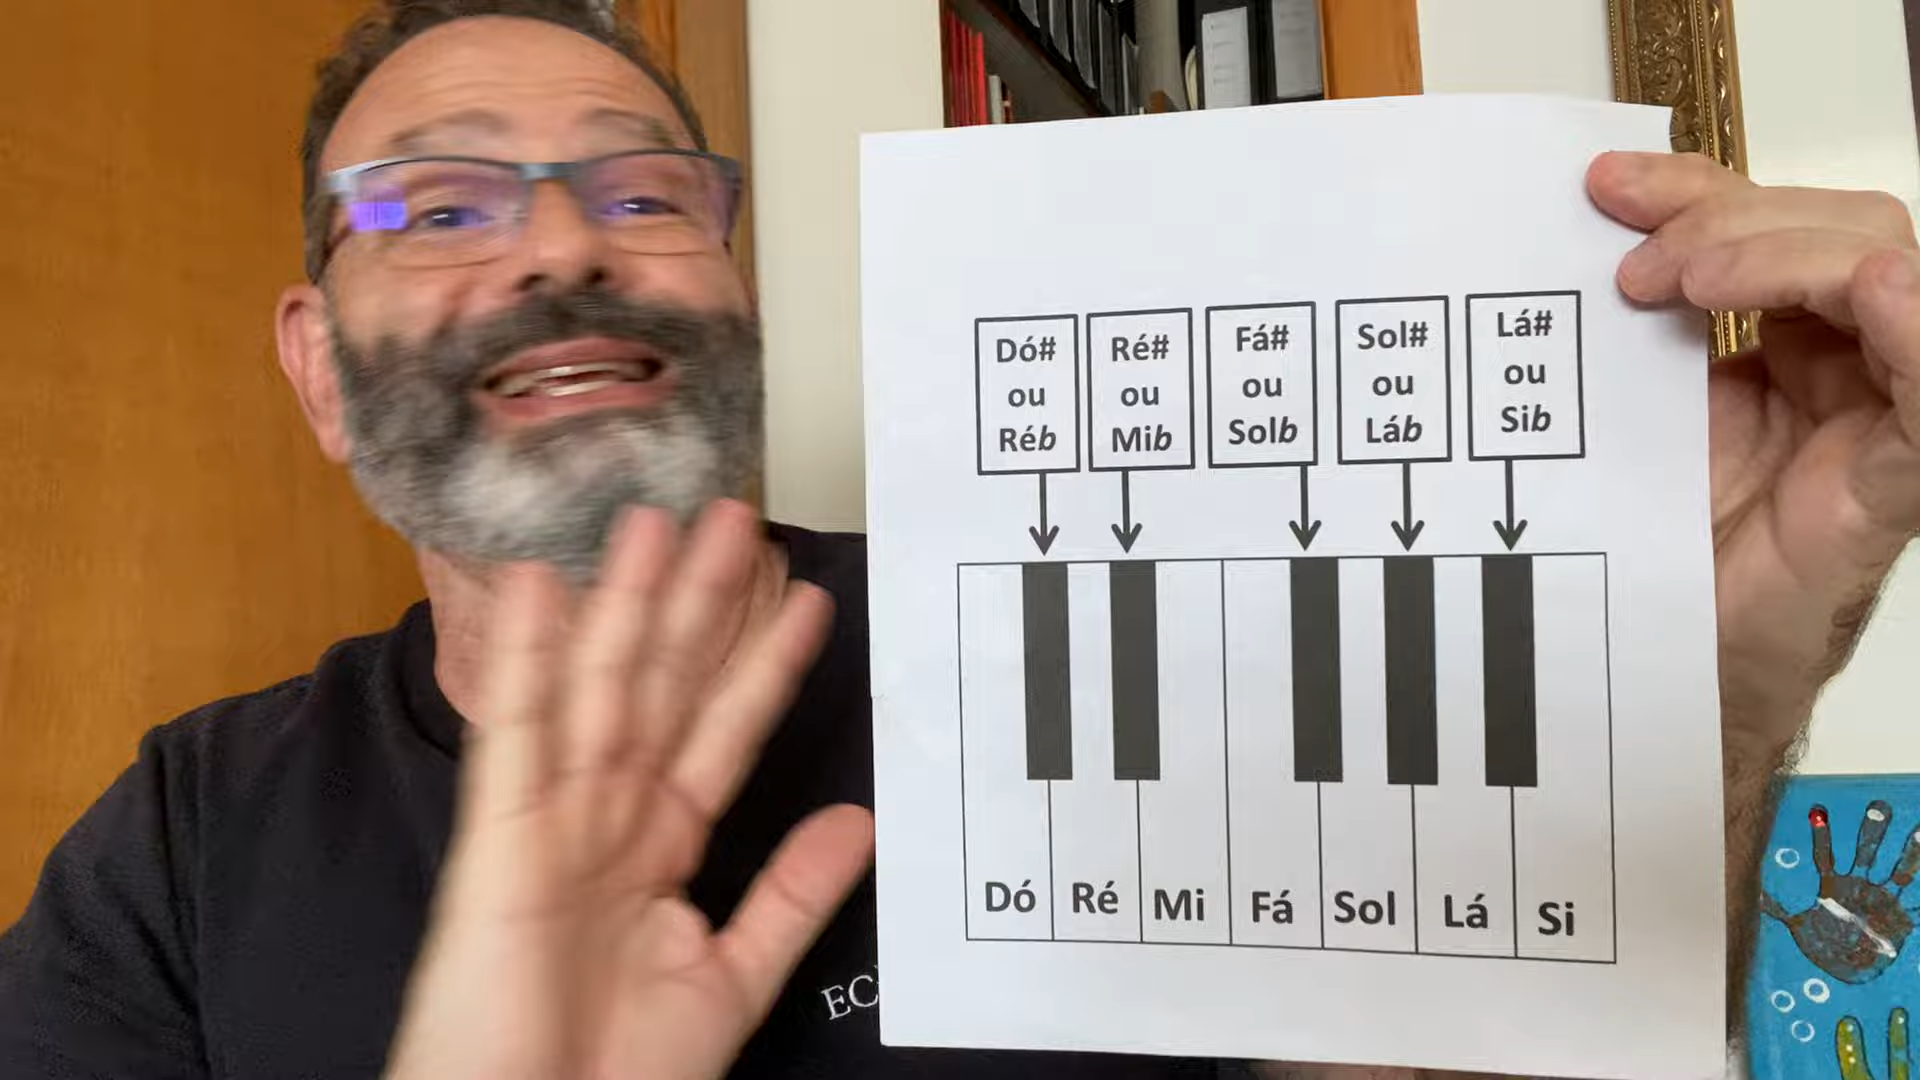 Dó#
ou
Réb
Ré#
ou
Mib
Fá#
ou
Solb
Sol#
ou
Láb
Lá#
ou
Sib
Dó
Ré
Mi
Fá
Sol
Lá
Si